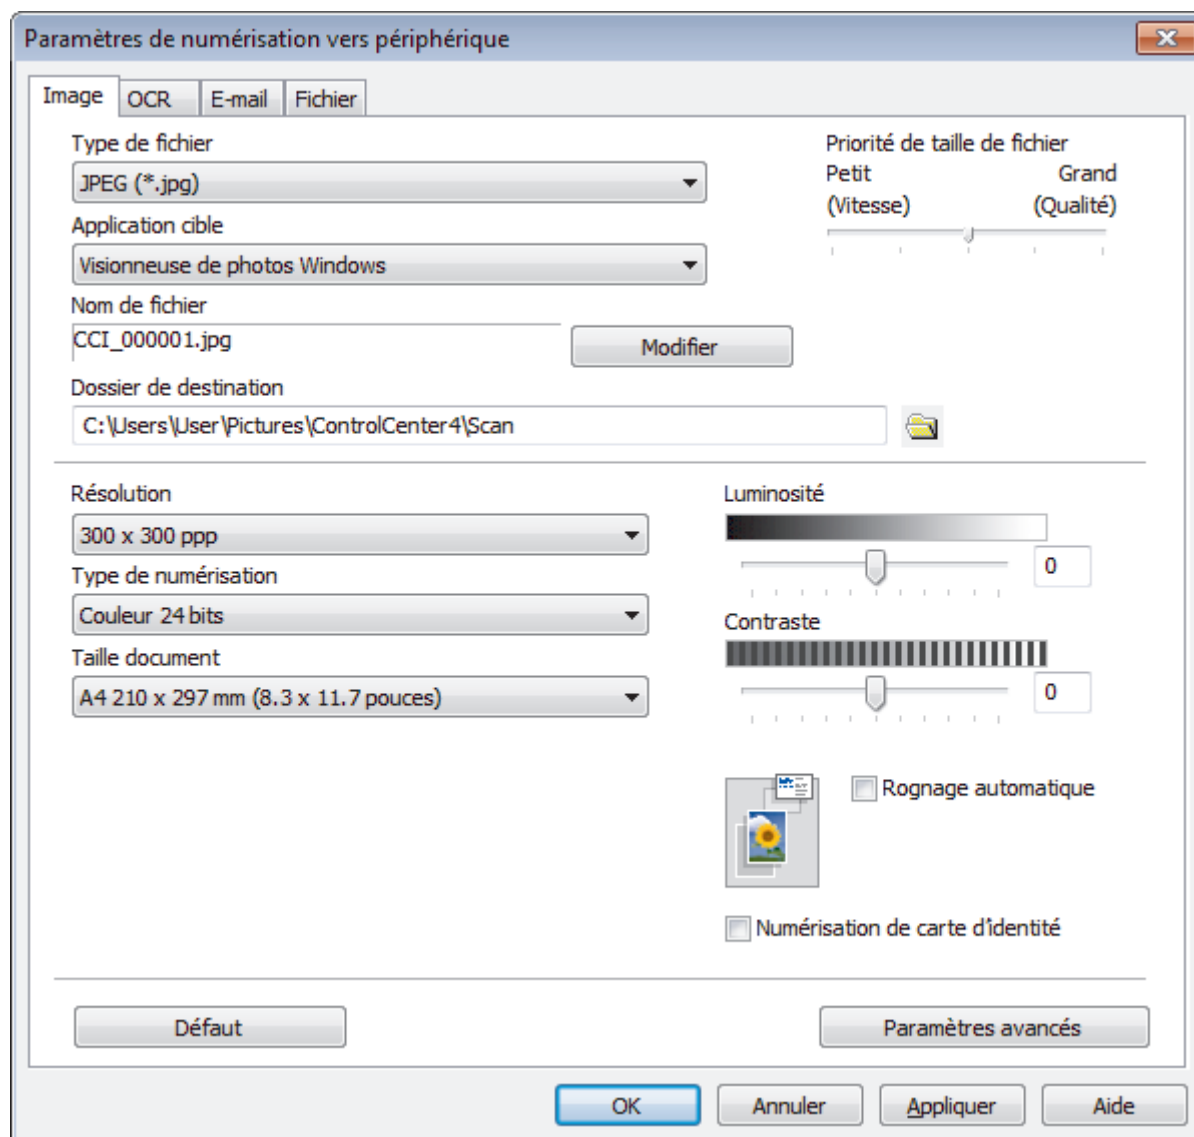 Paramètres de numérisation vers périphérique
Image OCR E-mail Fichier
Type de fichier
JPEG (*.jpg)
Application cible
Visionneuse de photos Windows
Nom de fichier
CCI_000001.jpg
Modifier
Dossier de destination
C:\Users\User\Pictures\ControlCenter4\Scan
Priorité de taille de fichier
Petit Grand
(Vitesse) (Qualité)
Résolution
300 x 300 ppp
Type de numérisation
Couleur 24 bits
Taille document
A4 210 x 297 mm (8.3 x 11.7 pouces)
Luminosité
0
Contraste
0
Rognage automatique
Numérisation de carte d'identité
Défaut
Paramètres avancés
OK Annuler Appliquer Aide